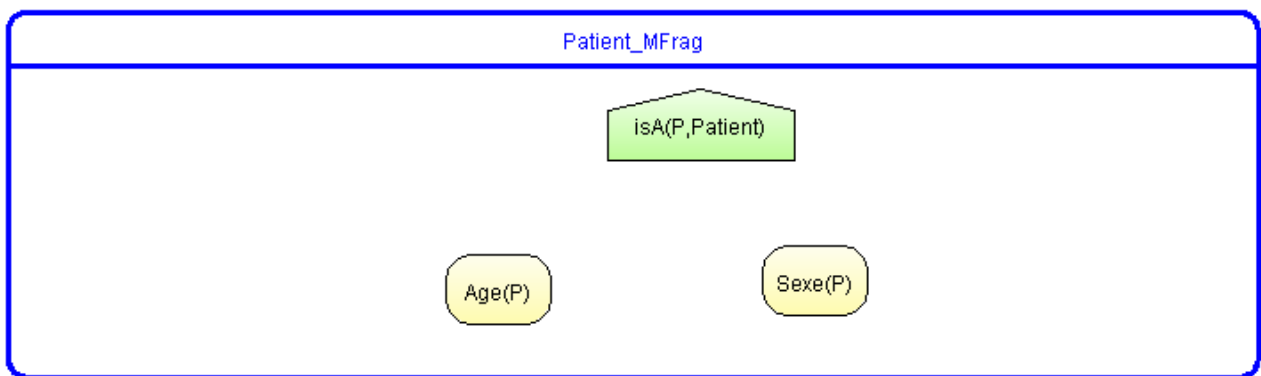 Patient_MFrag
isA(P,Patient)
Age(P)
Sexe(P)